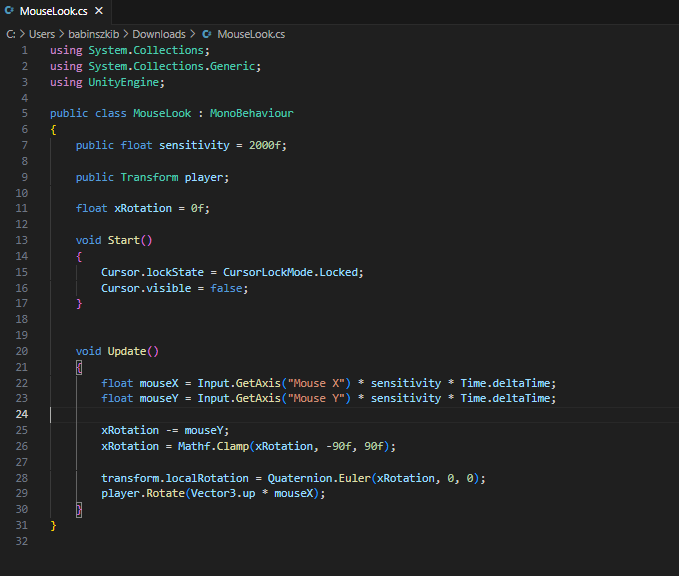 MouseLook.cs
C: > Users > babinszkib > Downloads > MouseLook.cs
1 using System.Collections;
2 using System.Collections.Generic;
3 using UnityEngine;
4
5 public class MouseLook : MonoBehaviour
6 {
7 public float sensitivity = 2000f;
8
9 public Transform player;
10
11 float xRotation = 0f;
12
13 void Start()
14 {
15 Cursor.lockState = CursorLockMode.Locked;
16 Cursor.visible = false;
17 }
18
19
20 void Update()
21 {
22 float mouseX = Input.GetAxis("Mouse X") * sensitivity * Time.deltaTime;
23 float mouseY = Input.GetAxis("Mouse Y") * sensitivity * Time.deltaTime;
24
25 xRotation -= mouseY;
26 xRotation = Mathf.Clamp(xRotation, -90f, 90f);
27
28 transform.localRotation = Quaternion.Euler(xRotation, 0, 0);
29 player.Rotate(Vector3.up * mouseX);
30 }
31 }
32